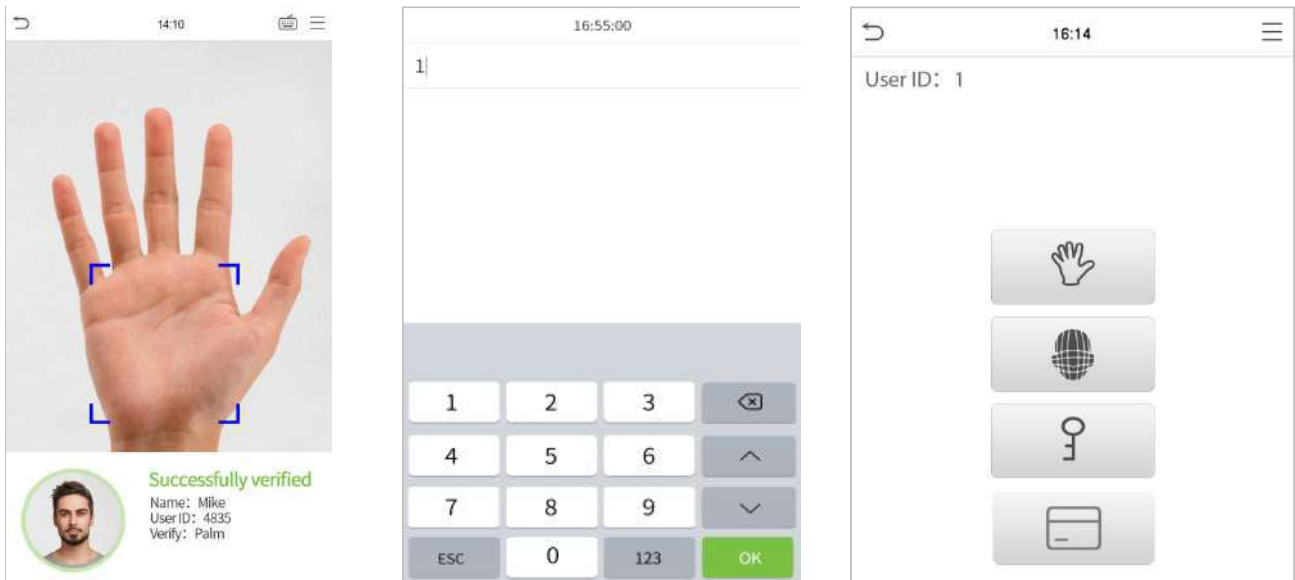 14:10
Successfully verified
Name: Mike
User ID: 4835
Verify: Palm
16:55:00
1
1 2 3
4 5 6
7 8 9
ESC 0 123 OK
16:14
User ID: 1